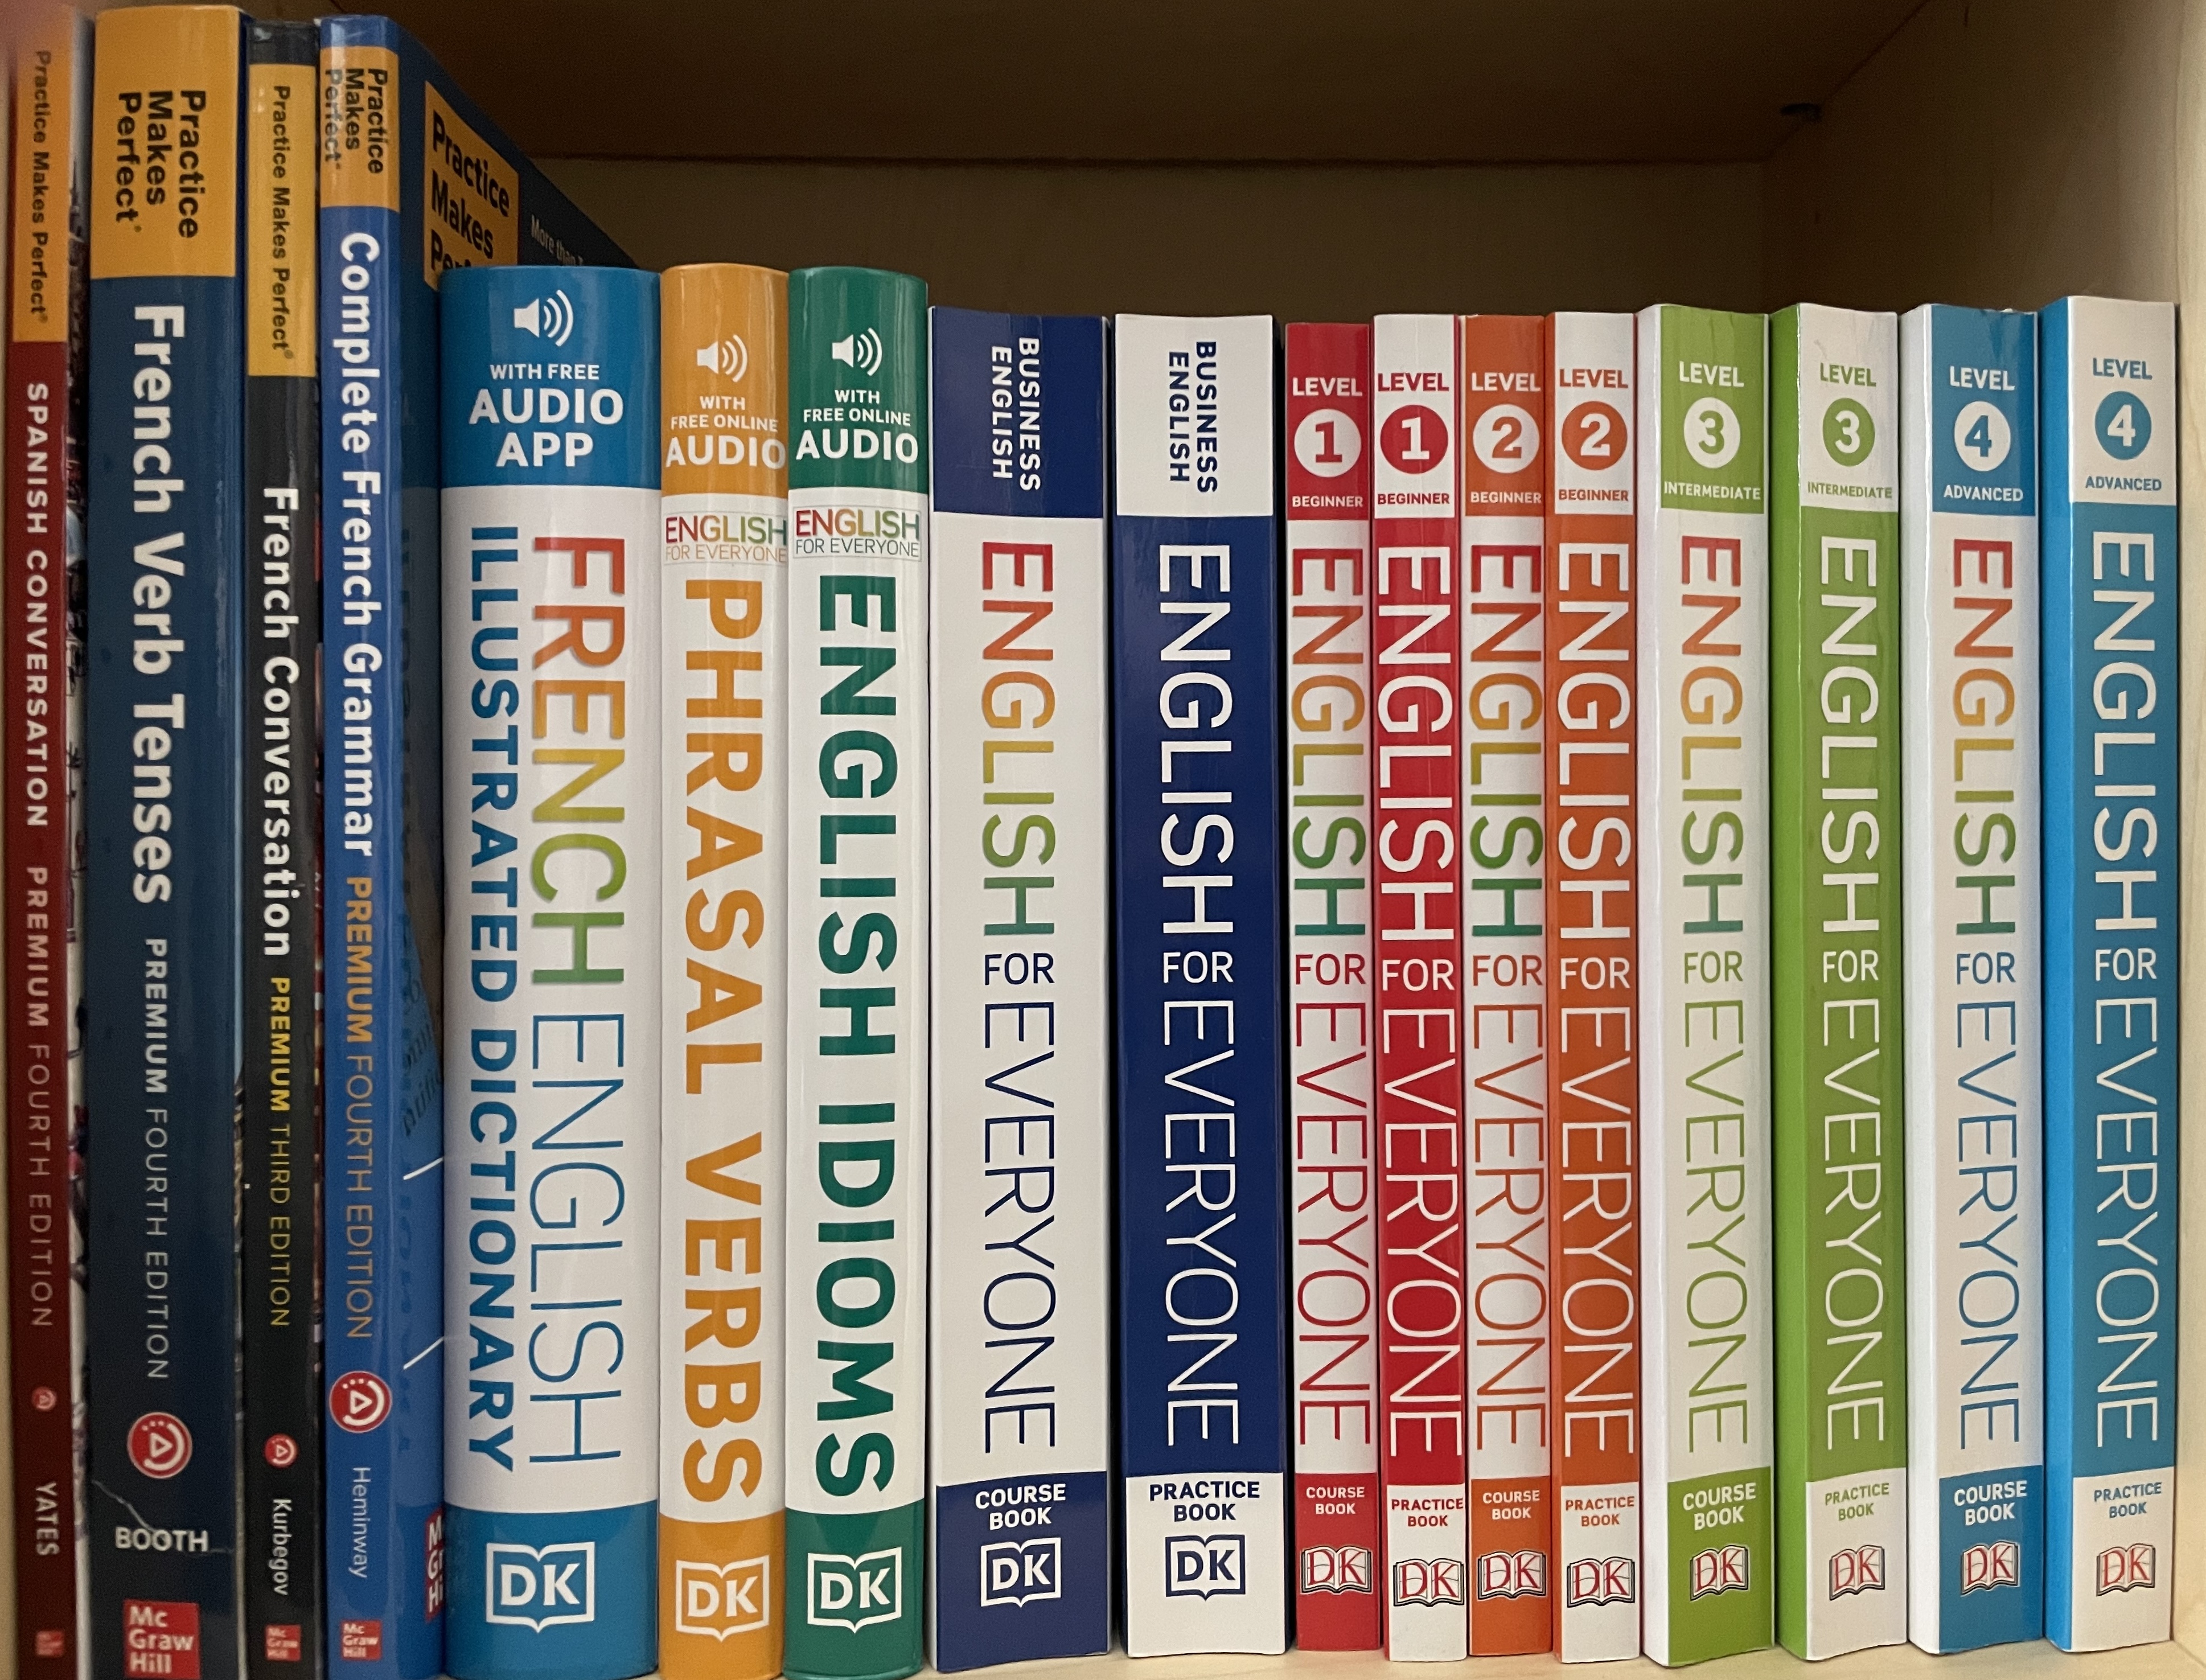 Practice Makes Perfect®
SPANISH CONVERSATION PREMIUM FOURTH EDITION
YATES
Practice
Makes
Perfect®
French Verb Tenses PREMIUM FOURTH EDITION
BOOTH
Mc
Graw
Hill
Practice Makes Perfect®
French Conversation PREMIUM THIRD EDITION
Kurbegov
Mc
Graw
Hill
Practice
Makes
Perfect®
Complete French Grammar PREMIUM FOURTH EDITION
Heminway
Mc
Graw
Hill
Practice
Makes
More than
WITH FREE
AUDIO
APP
FRENCH ENGLISH
ILLUSTRATED DICTIONARY
DK
WITH
FREE ONLINE
AUDIO
ENGLISH
FOR EVERYONE
PHRASAL VERBS
DK
WITH
FREE ONLINE
AUDIO
ENGLISH
FOR EVERYONE
ENGLISH IDIOMS
DK
BUSINESS
ENGLISH
ENGLISH FOR EVERYONE
COURSE
BOOK
DK
BUSINESS
ENGLISH
ENGLISH FOR EVERYONE
PRACTICE
BOOK
DK
LEVEL
1
BEGINNER
ENGLISH FOR EVERYONE
COURSE
BOOK
DK
LEVEL
1
BEGINNER
ENGLISH FOR EVERYONE
PRACTICE
BOOK
DK
LEVEL
2
BEGINNER
ENGLISH FOR EVERYONE
COURSE
BOOK
DK
LEVEL
2
BEGINNER
ENGLISH FOR EVERYONE
PRACTICE
BOOK
DK
LEVEL
3
INTERMEDIATE
ENGLISH FOR EVERYONE
COURSE
BOOK
DK
LEVEL
3
INTERMEDIATE
ENGLISH FOR EVERYONE
PRACTICE
BOOK
DK
LEVEL
4
ADVANCED
ENGLISH FOR EVERYONE
COURSE
BOOK
DK
LEVEL
4
ADVANCED
ENGLISH FOR EVERYONE
PRACTICE
BOOK
DK